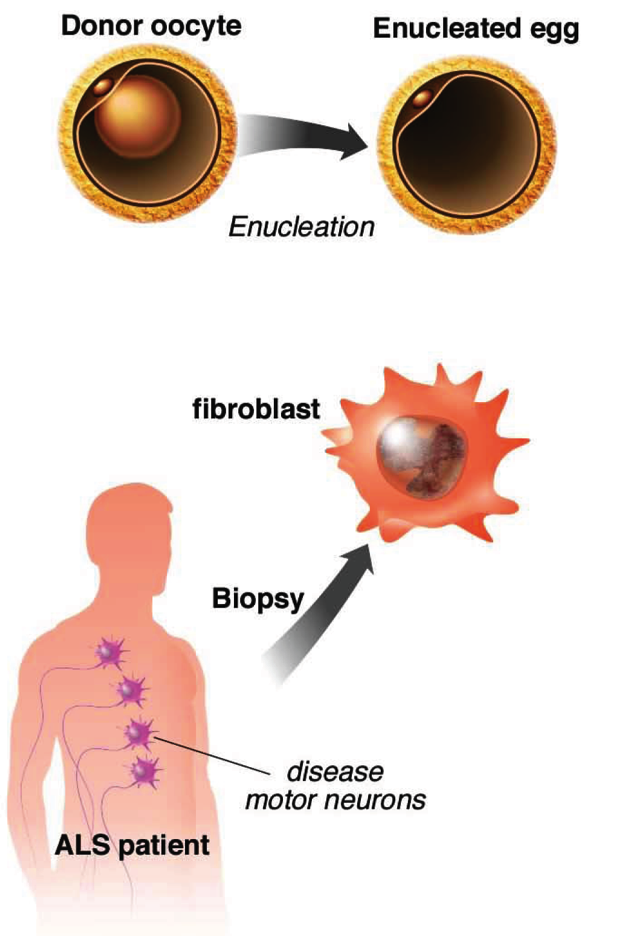 Donor oocyte
Enucleated egg
Enucleation
fibroblast
Biopsy
disease
motor neurons
ALS patient